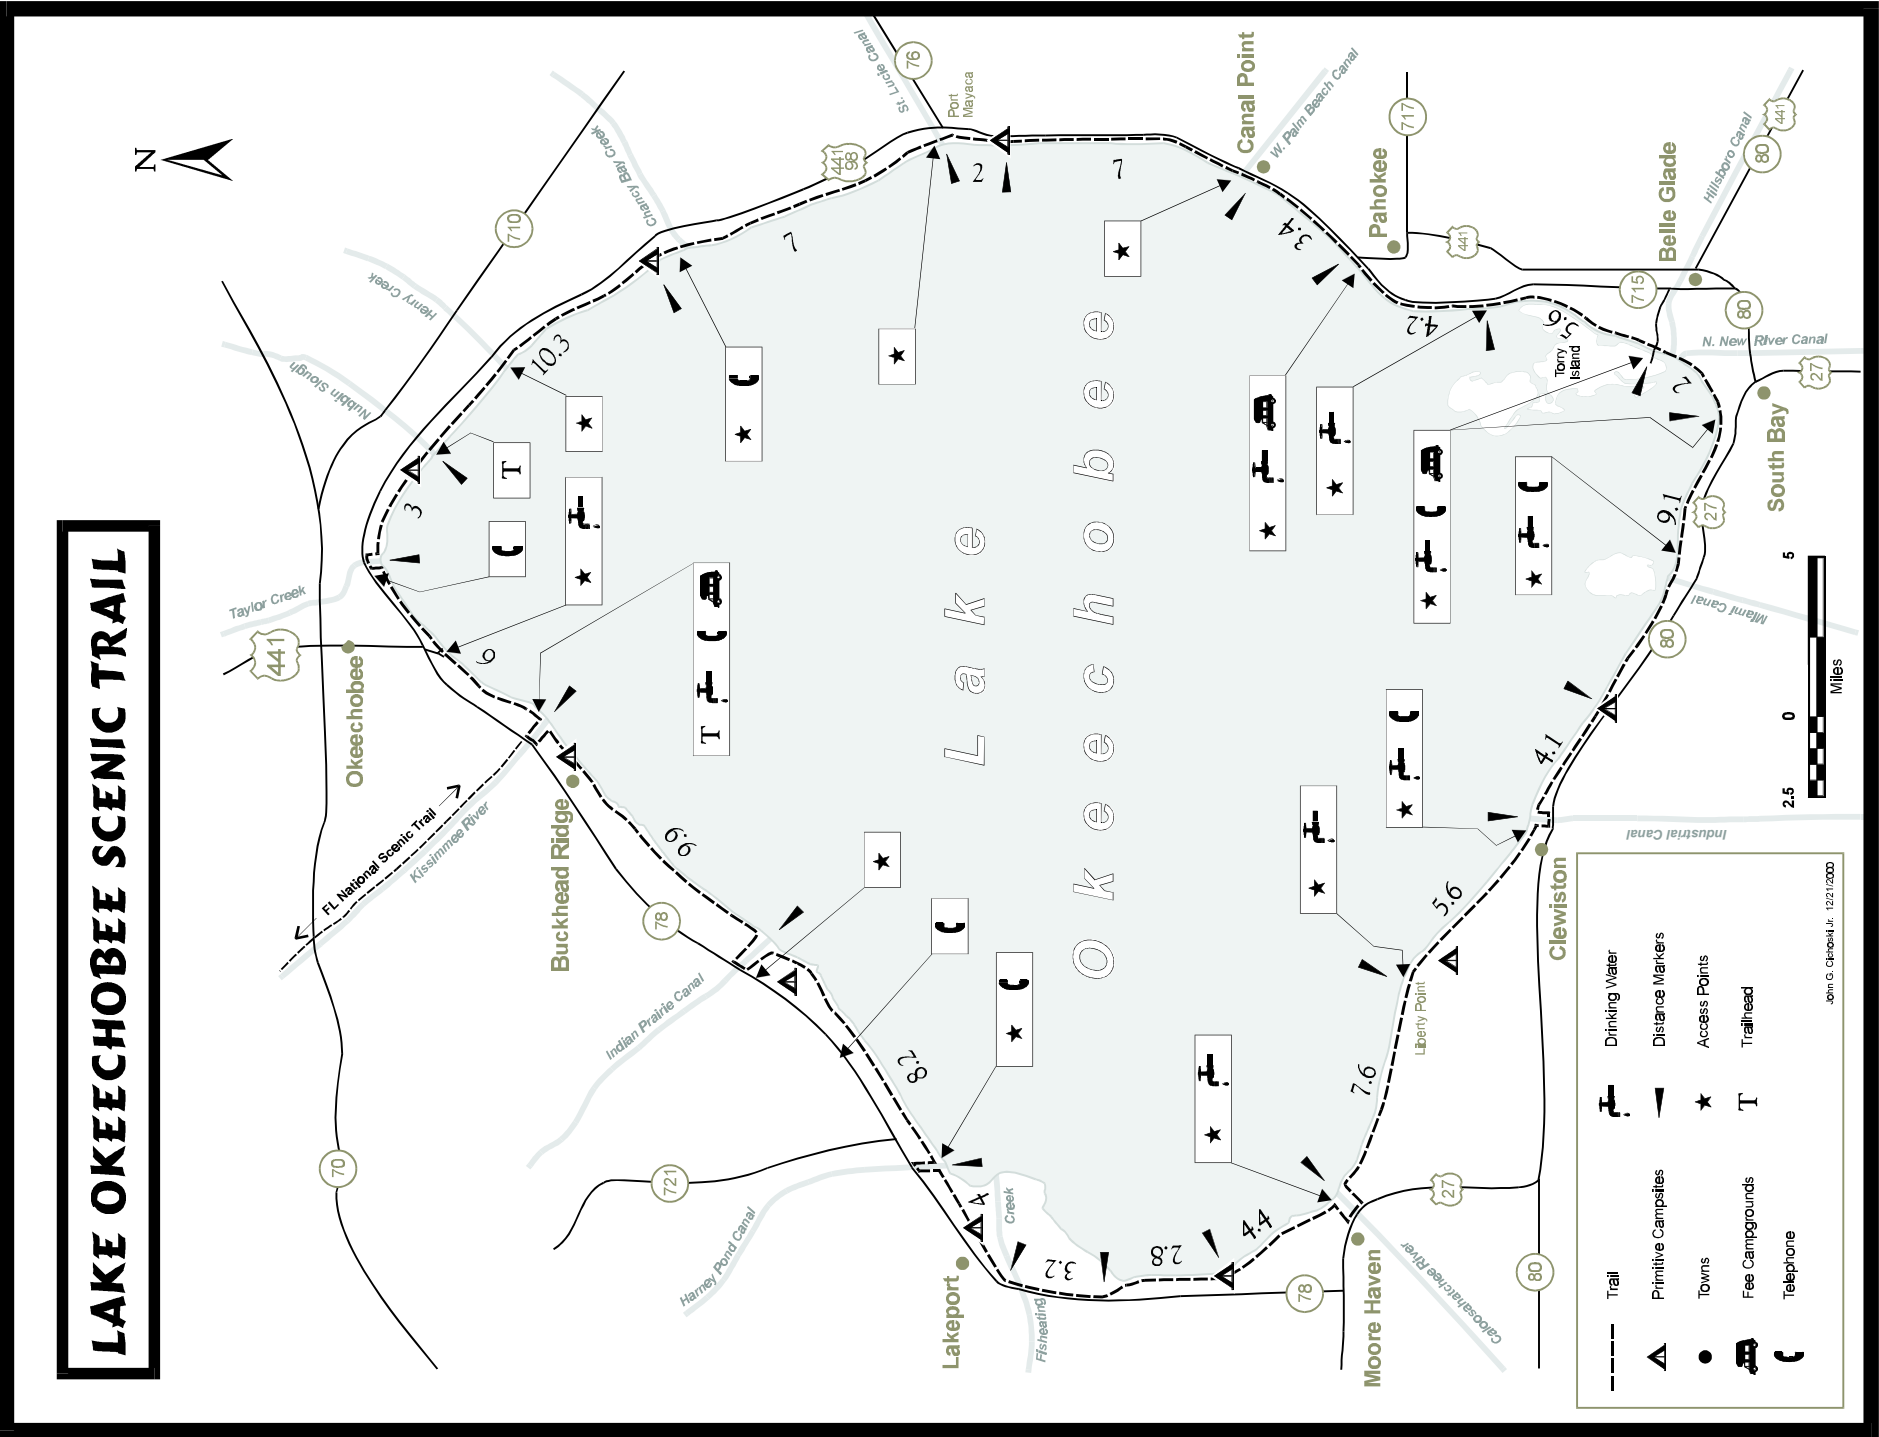 LAKE OKEECHOBEE SCENIC TRAIL
N
Taylor Creek
Nubbin Slough
Henry Creek
Chancy Bay Creek
St. Lucie Canal
76
710
441
98
Port
Mayaca
441
Okeechobee
70
FL National Scenic Trail
Kissimmee River
Buckhead Ridge
78
Indian Prairie Canal
721
Harney Pond Canal
Lakeport
Fisheating
Creek
78
Moore Haven
Caloosahatchee River
27
80
Liberty Point
Clewiston
Industrial Canal
80
Miami Canal
27
South Bay
27
N. New River Canal
80
Belle Glade
Hillsboro Canal
80
441
715
441
Torry
Island
Pahokee
717
Canal Point
W. Palm Beach Canal
Lake
Okeechobee
T
T
3
10.3
7
2
7
3.4
4.2
5.6
2
9.1
4.1
5.6
7.6
4.4
2.8
3.2
4
8.2
9.9
6
2.5
0
5
Miles
Trail
Primitive Campsites
Towns
Fee Campgrounds
Telephone
Drinking Water
Distance Markers
Access Points
T
Trailhead
John G. Cichoski Jr. 12/21/2000